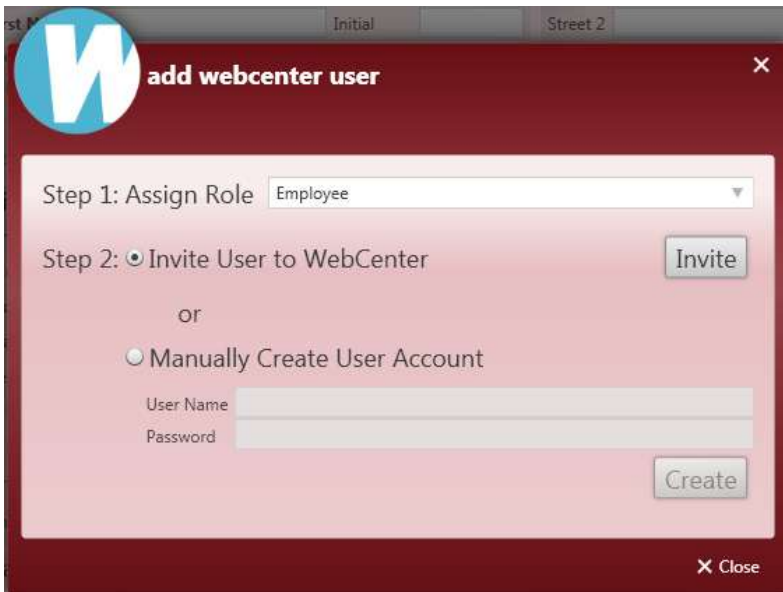 Initial
Street 2
add webcenter user
Step 1: Assign Role Employee
Step 2: Invite User to WebCenter Invite
or
Manually Create User Account
User Name
Password
Create
Close